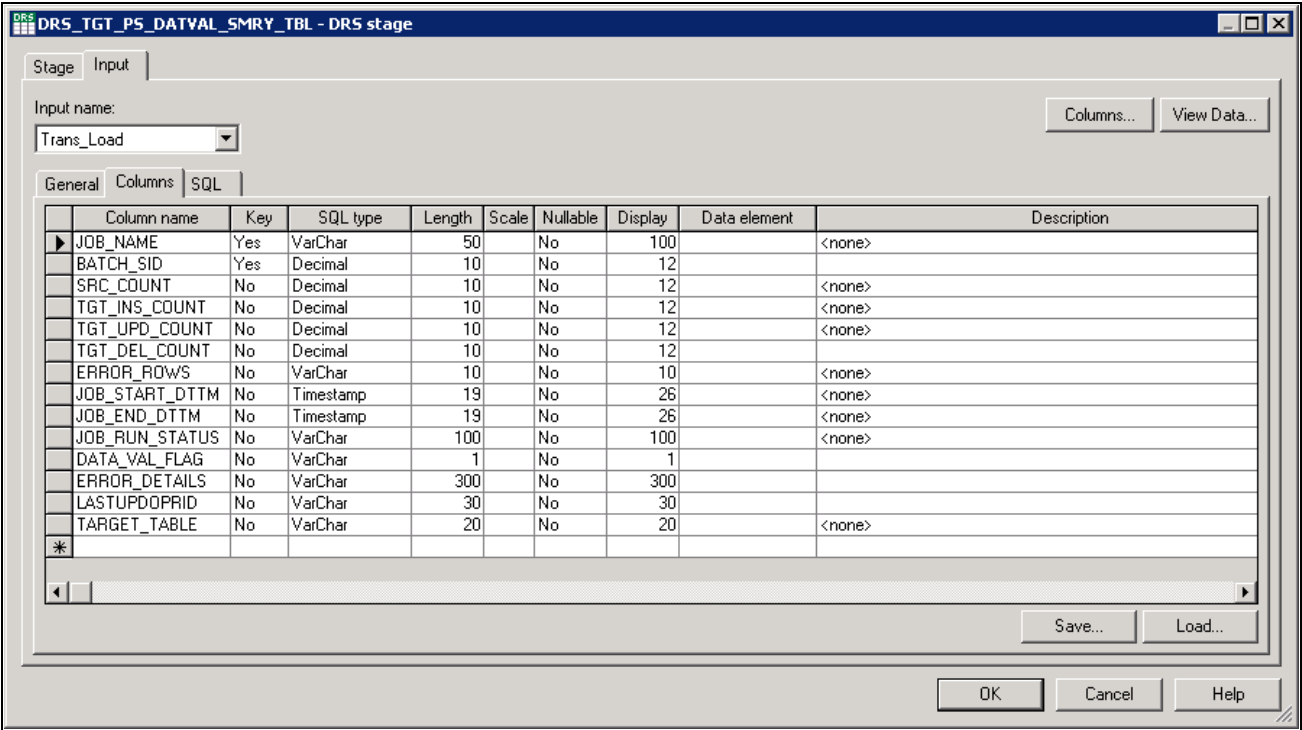 DRS DRS_TGT_PS_DATVAL_SMRY_TBL - DRS stage
Stage Input
Input name:
Trans_Load
Columns... View Data...
General Columns SQL
Column name Key SQL type Length Scale Nullable Display Data element Description
JOB_NAME Yes VarChar 50 No 100 <none>
BATCH_SID Yes Decimal 10 No 12
SRC_COUNT No Decimal 10 No 12 <none>
TGT_INS_COUNT No Decimal 10 No 12 <none>
TGT_UPD_COUNT No Decimal 10 No 12 <none>
TGT_DEL_COUNT No Decimal 10 No 12
ERROR_ROWS No VarChar 10 No 10 <none>
JOB_START_DTTM No Timestamp 19 No 26 <none>
JOB_END_DTTM No Timestamp 19 No 26 <none>
JOB_RUN_STATUS No VarChar 100 No 100 <none>
DATA_VAL_FLAG No VarChar 1 No 1
ERROR_DETAILS No VarChar 300 No 300
LASTUPDOPRID No VarChar 30 No 30
TARGET_TABLE No VarChar 20 No 20 <none>
Save... Load...
OK Cancel Help